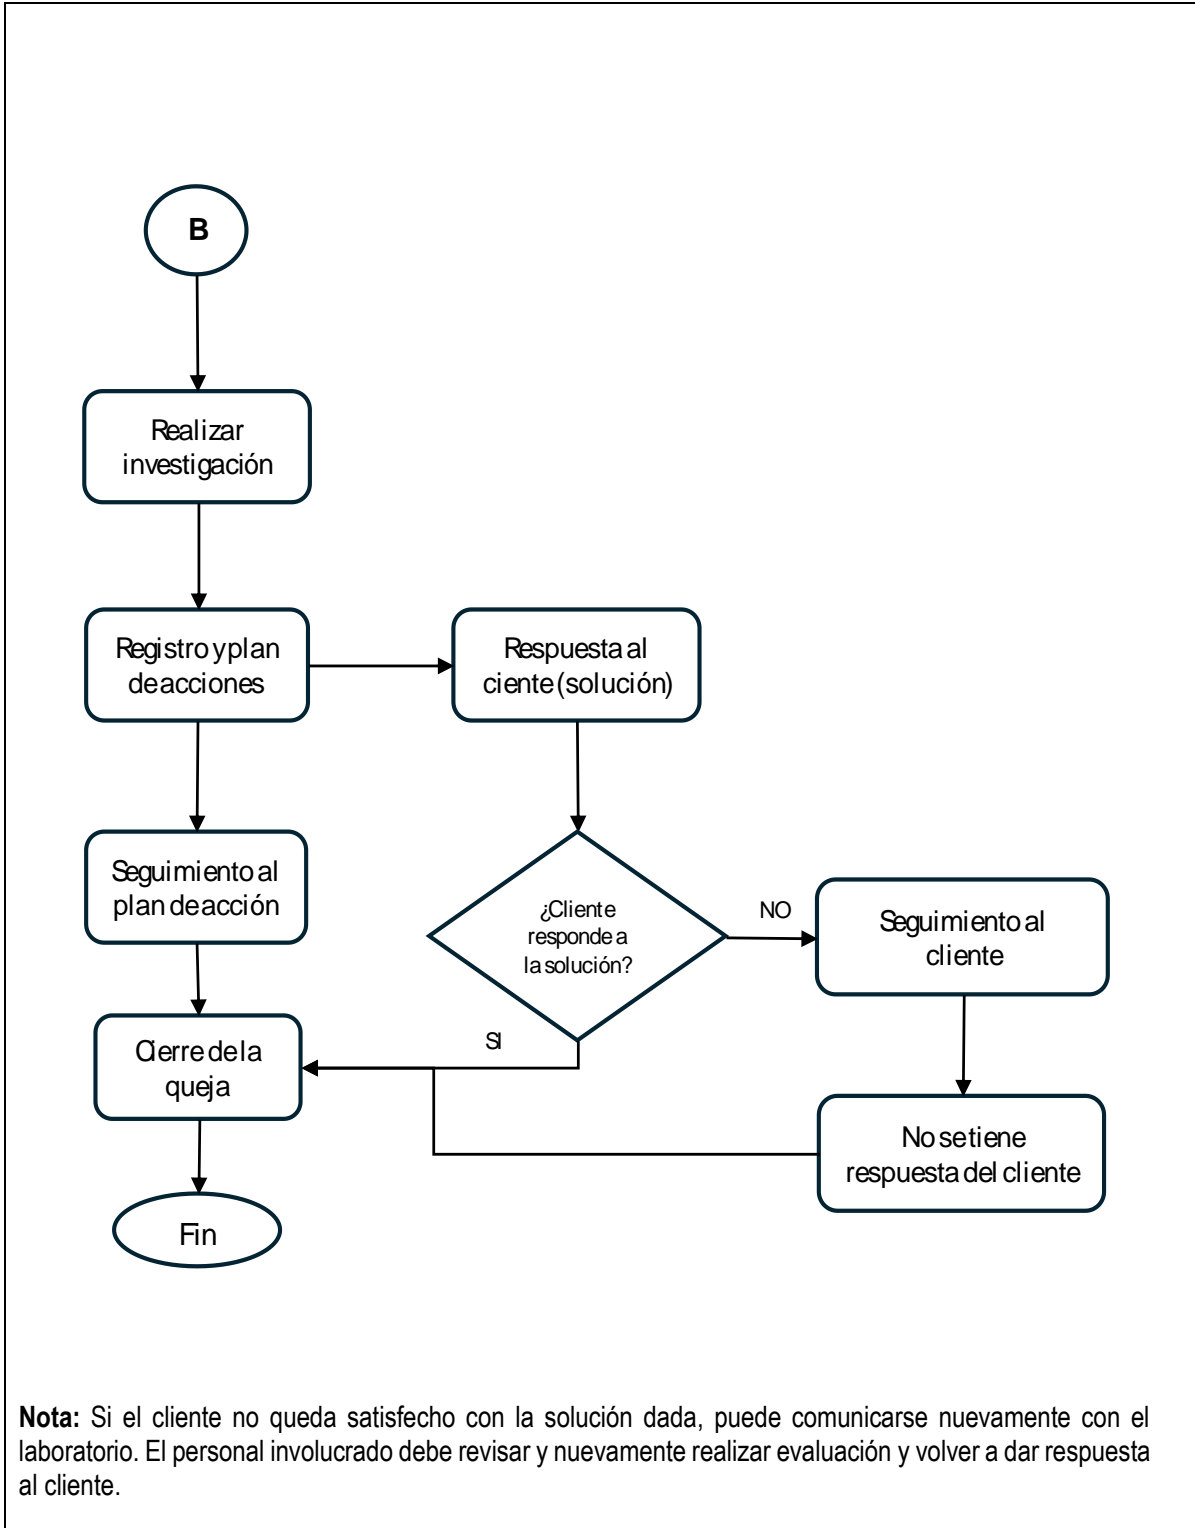 B
Realizar
investigación
Registro y plan
de acciones
Respuesta al
ciente (solución)
Seguimiento al
plan de acción
¿Cliente
responde a
la solución?
NO
Seguimiento al
cliente
SI
Cierre de la
queja
No se tiene
respuesta del cliente
Fin
Nota: Si el cliente no queda satisfecho con la solución dada, puede comunicarse nuevamente con el
laboratorio. El personal involucrado debe revisar y nuevamente realizar evaluación y volver a dar respuesta
al cliente.